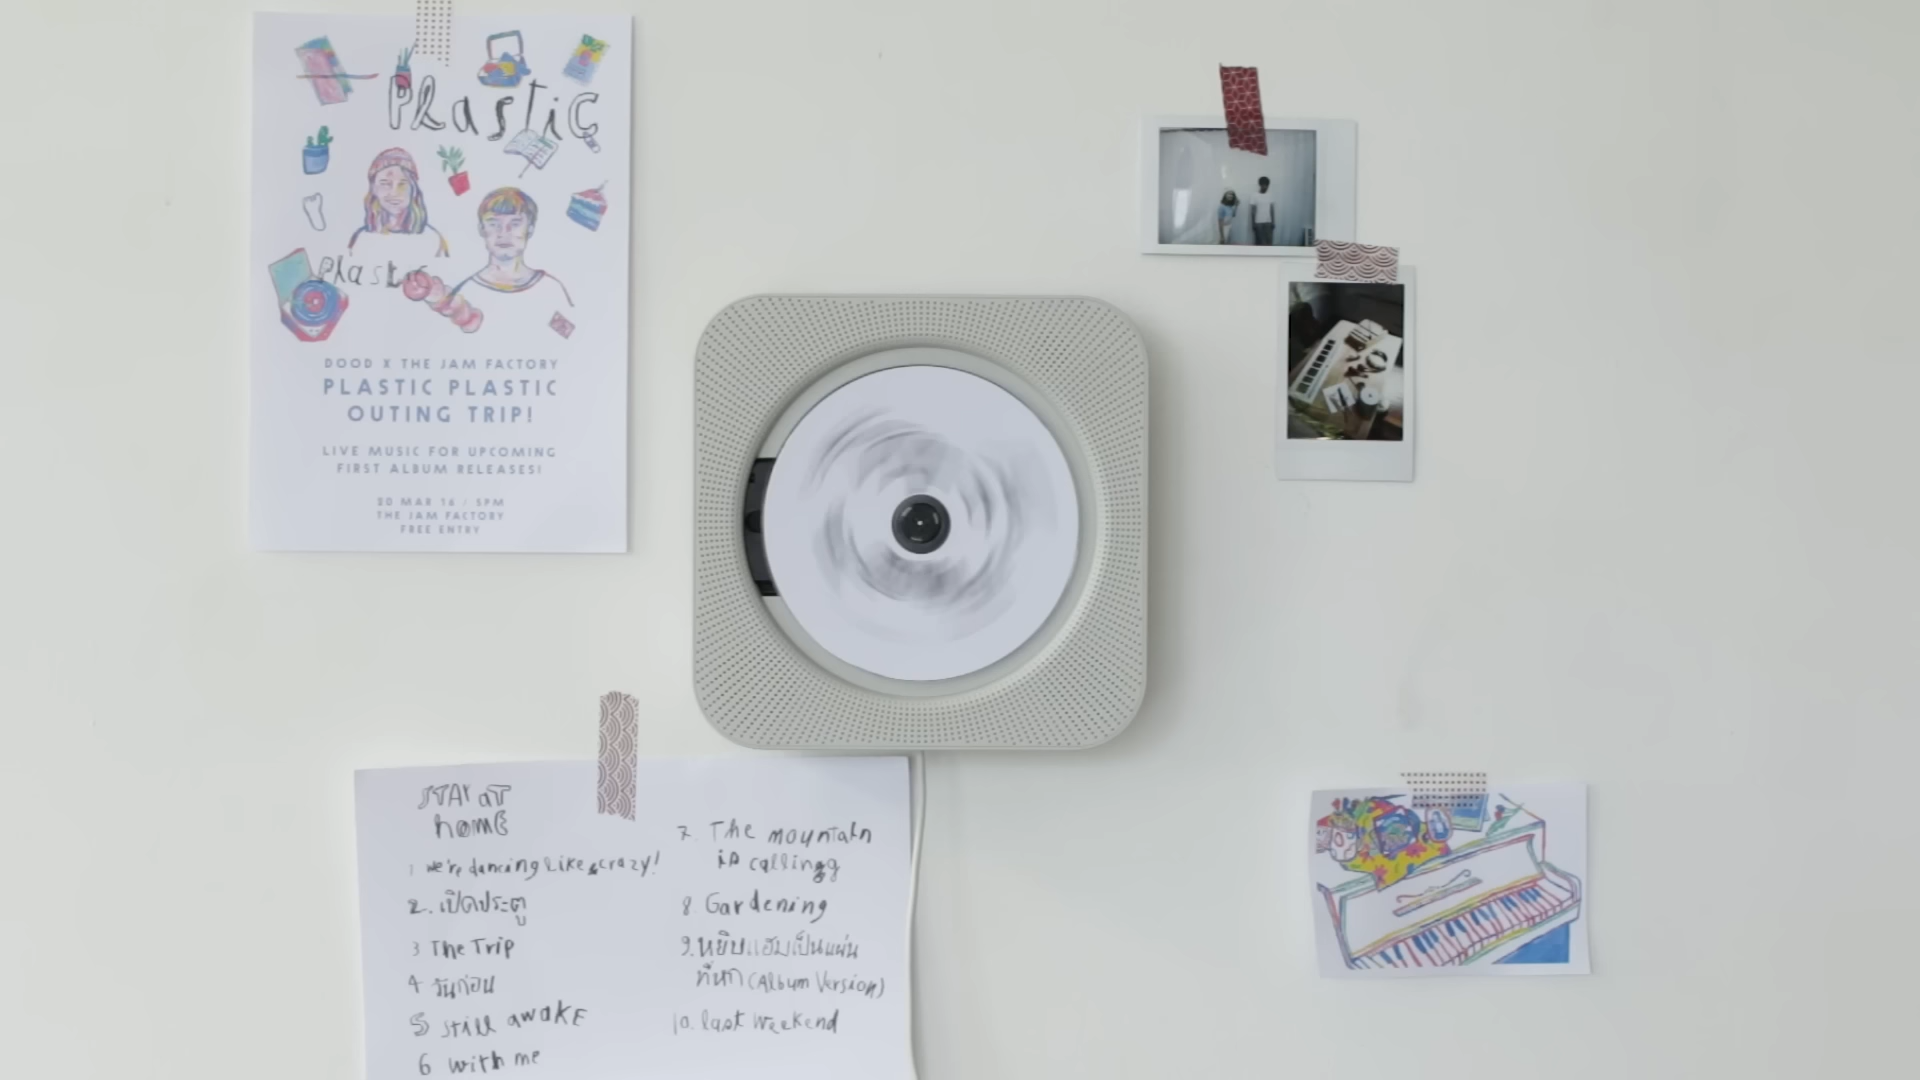 Plastic
Plastic
DOOD X THE JAM FACTORY
PLASTIC PLASTIC
OUTING TRIP!
LIVE MUSIC FOR UPCOMING
FIRST ALBUM RELEASES!
20 MAR 16 / 5PM
THE JAM FACTORY
FREE ENTRY
STAY AT
HOME
1 we're dancing like crazy!
2. เปิดประตู
3 The Trip
4 วันก่อน
5 still awake
6 with me
7. The mountain
is calling
8. Gardening
9. หยิบแฮมเป็นแผ่น
ที่ห้า (Album Version)
10. last weekend